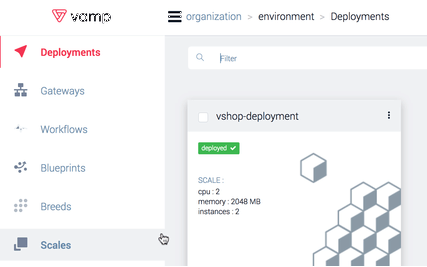 vamp
organization > environment > Deployments
Deployments
Gateways
Workflows
Blueprints
Breeds
Scales
Filter
vshop-deployment
deployed
SCALE :
cpu : 2
memory : 2048 MB
instances : 2